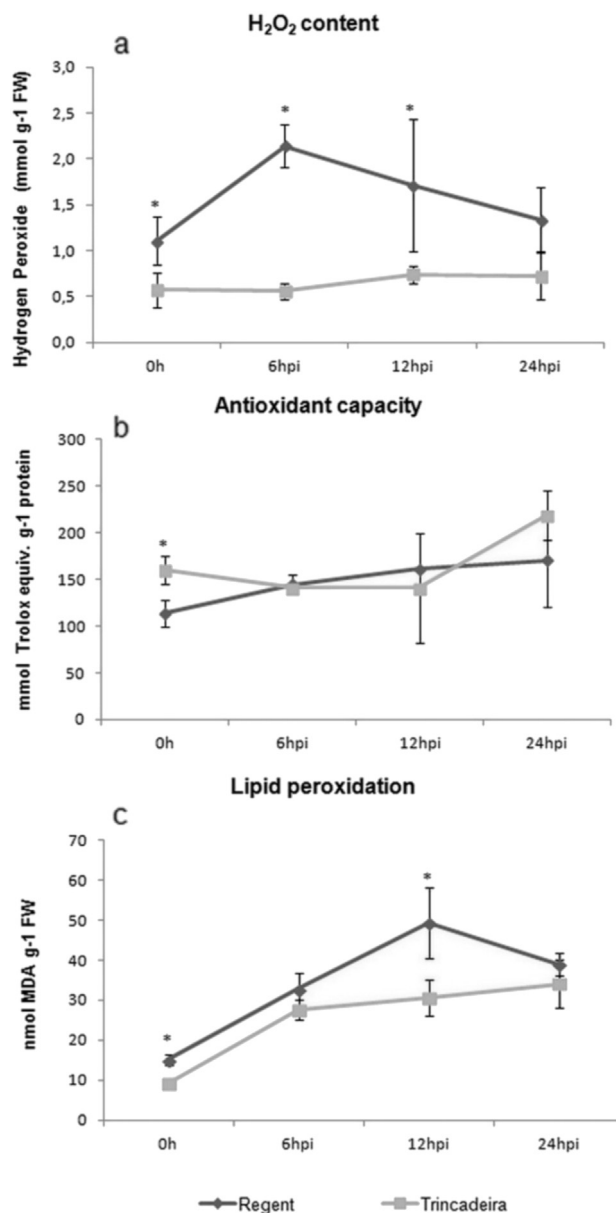 a
H₂O₂ content
Hydrogen Peroxide (mmol g-1 FW)
3,0
2,5
2,0
1,5
1,0
0,5
0,0
*
*
*
0h
6hpi
12hpi
24hpi
Antioxidant capacity
b
mmol Trolox equiv. g-1 protein
300
250
200
150
100
50
0
*
0h
6hpi
12hpi
24hpi
Lipid peroxidation
c
nmol MDA g-1 FW
70
60
50
40
30
20
10
0
*
*
0h
6hpi
12hpi
24hpi
Regent
Trincadeira